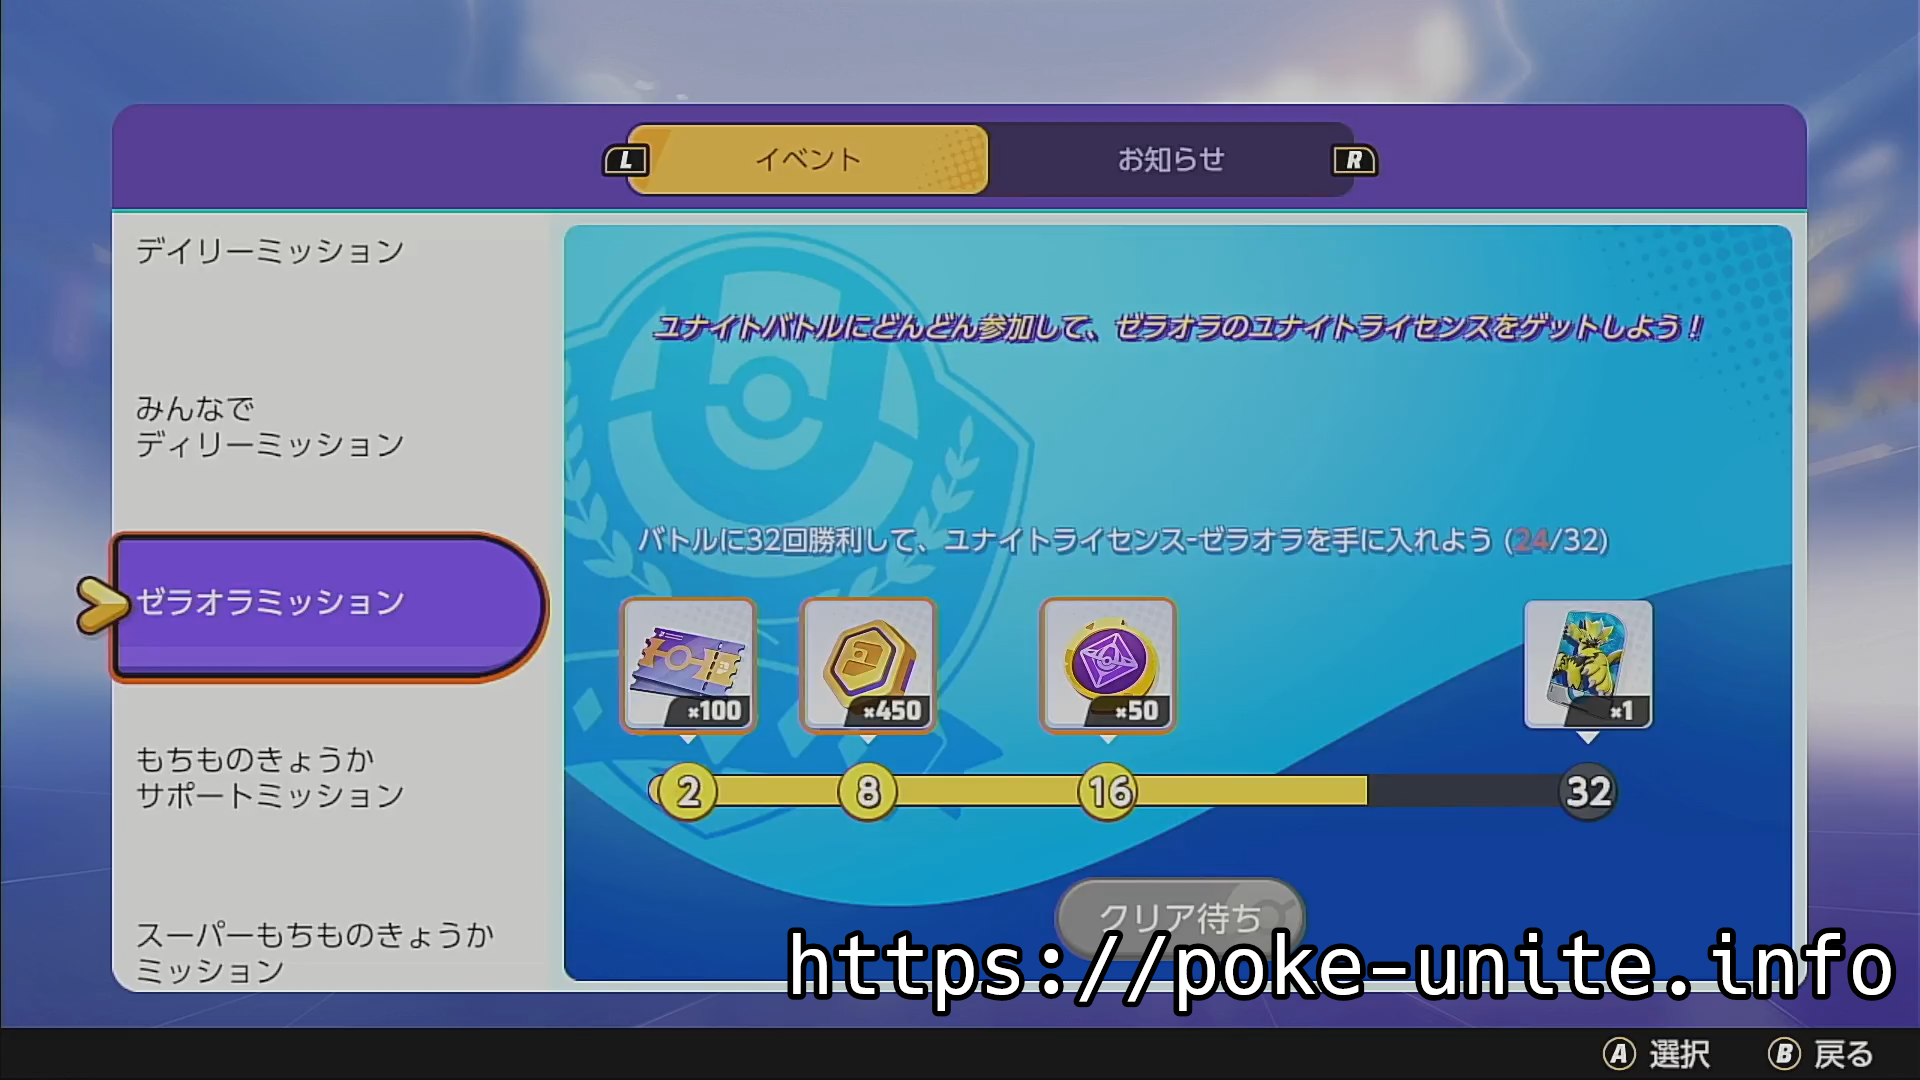 L
イベント
お知らせ
R
デイリーミッション
みんなで
ディリーミッション
ゼラオラミッション
もちものきょうか
サポートミッション
スーパーもちものきょうか
ミッション
ユナイトバトルにどんどん参加して、ゼラオラのユナイトライセンスをゲットしよう！
バトルに32回勝利して、ユナイトライセンス-ゼラオラを手に入れよう (24/32)
×100
×450
×50
×1
2
8
16
32
クリア待ち
https://poke-unite.info
A 選択
B 戻る